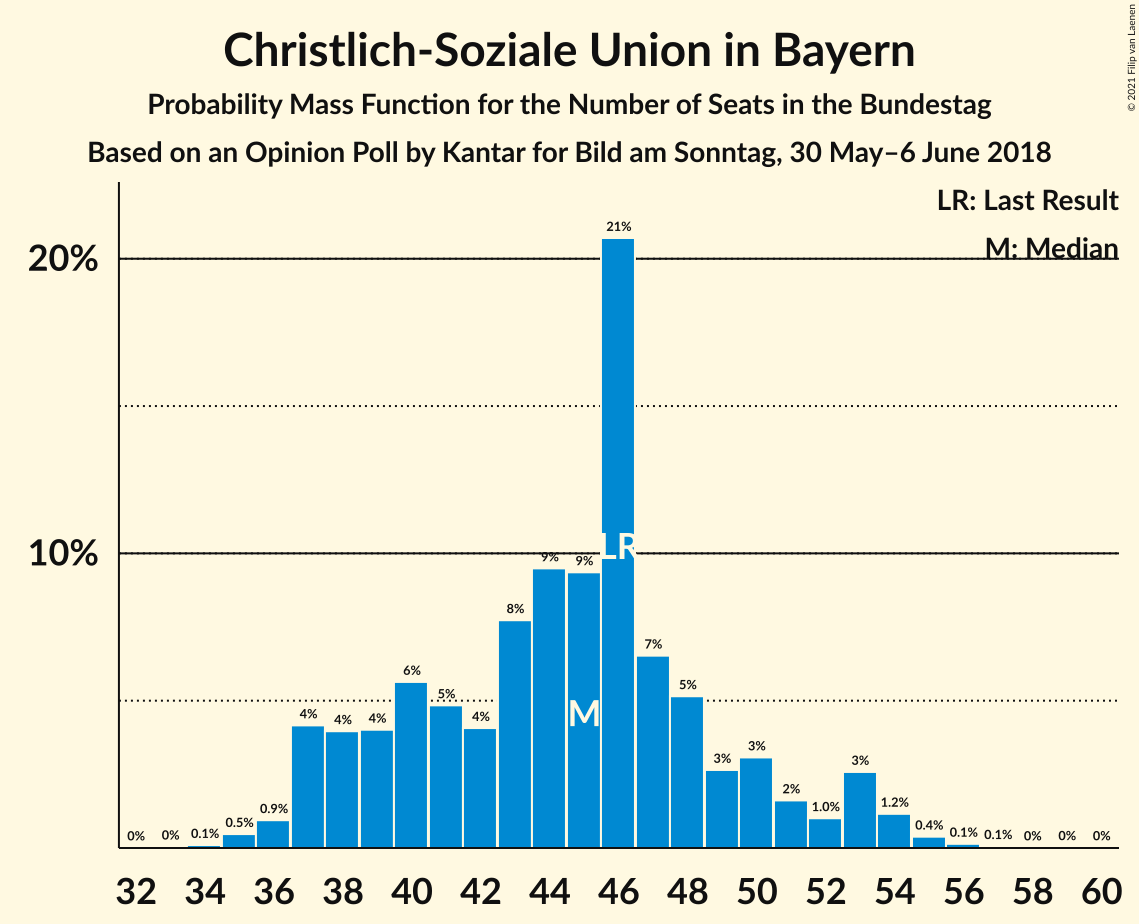 Christlich-Soziale Union in Bayern
Probability Mass Function for the Number of Seats in the Bundestag
Based on an Opinion Poll by Kantar for Bild am Sonntag, 30 May–6 June 2018
© 2021 Filip van Laenen
LR: Last Result
M: Median
20%
10%
0% 0% 0.1% 0.5% 0.9% 4% 4% 4% 6% 5% 4% 8% 9% 9% 21% 7% 5% 3% 3% 2% 1.0% 3% 1.2% 0.4% 0.1% 0.1% 0% 0% 0%
LR
M
32 34 36 38 40 42 44 46 48 50 52 54 56 58 60